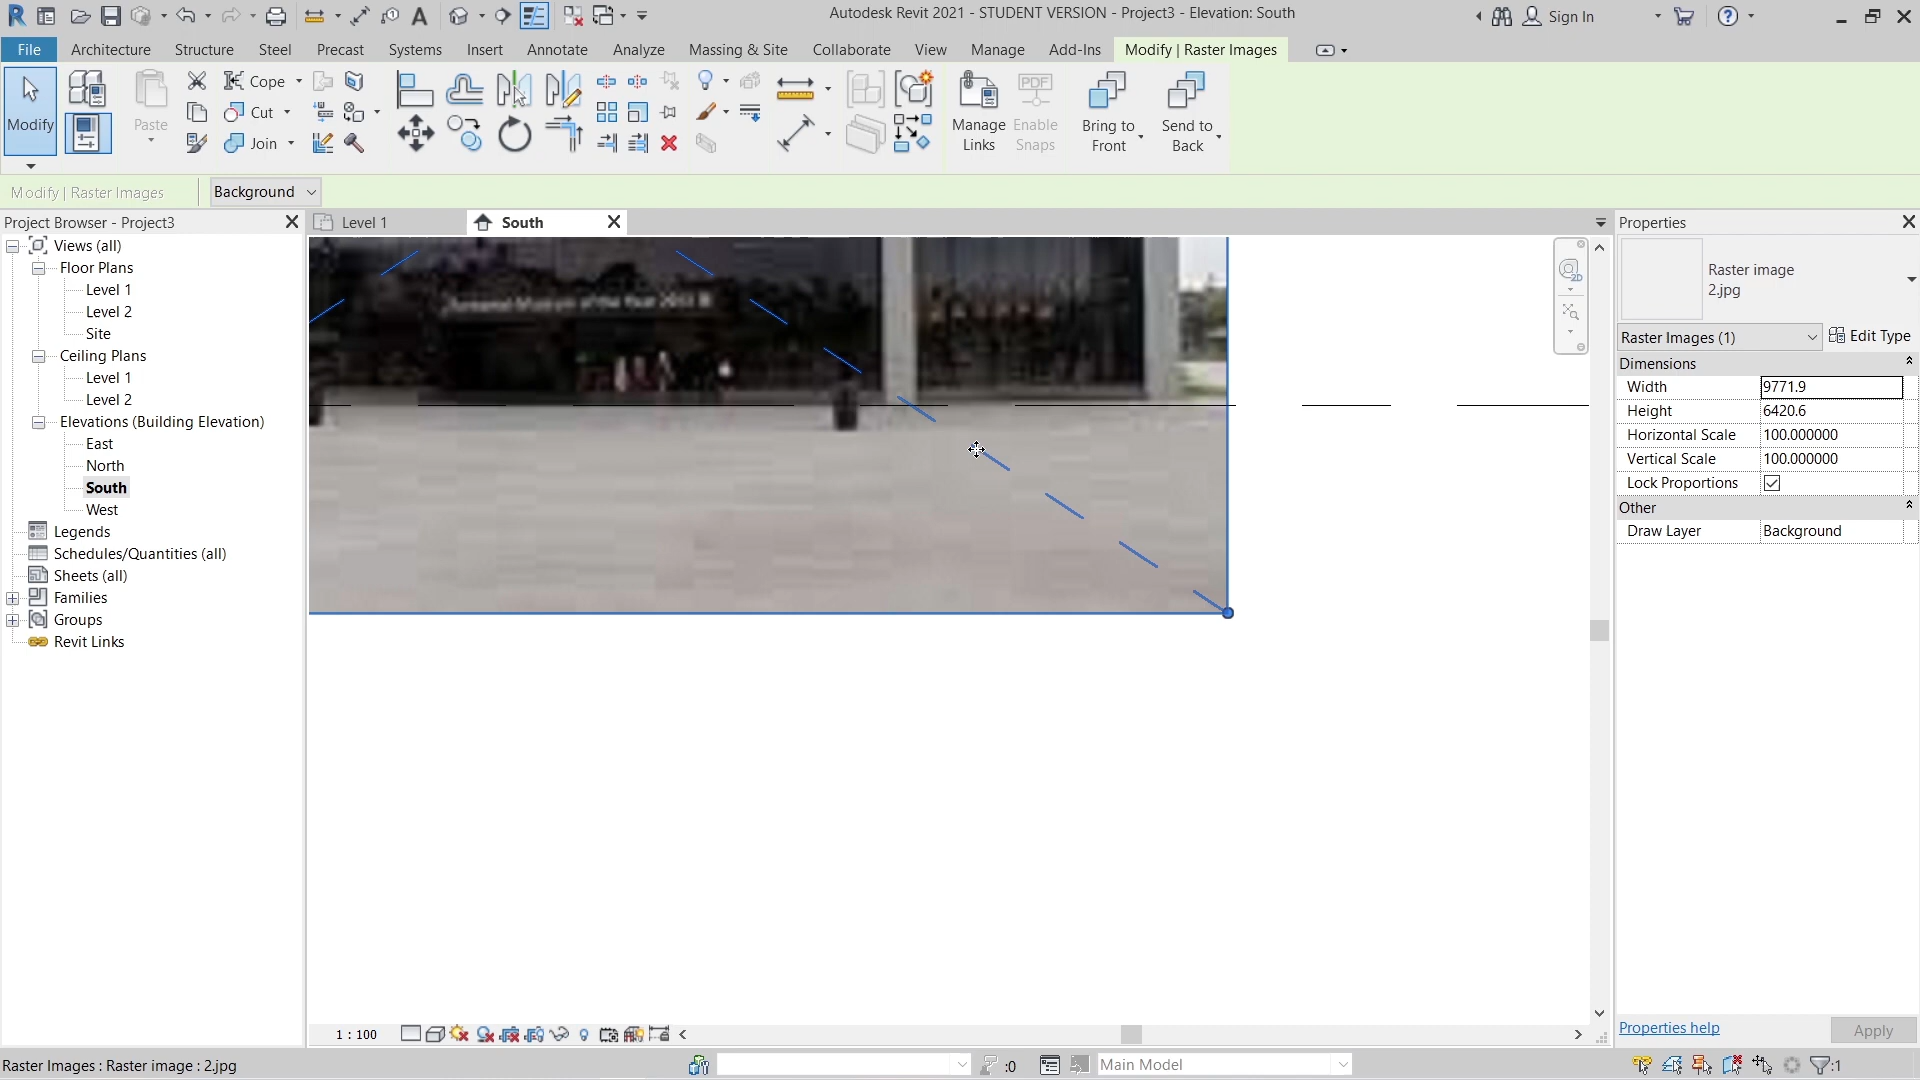 Autodesk Revit 2021 - STUDENT VERSION - Project3 - Elevation: South
Sign In
File Architecture Structure Steel Precast Systems Insert Annotate Analyze Massing & Site Collaborate View Manage Add-Ins Modify | Raster Images
Modify
Paste
Cope
Cut
Join
Manage Links
PDF
Enable Snaps
Bring to Front
Send to Back
Modify | Raster Images
Background
Project Browser - Project3
Views (all)
Floor Plans
Level 1
Level 2
Site
Ceiling Plans
Level 1
Level 2
Elevations (Building Elevation)
East
North
South
West
Legends
Schedules/Quantities (all)
Sheets (all)
Families
Groups
Revit Links
Level 1
South
2D
Properties
Raster image
2.jpg
Raster Images (1)
Edit Type
Dimensions
Width 9771.9
Height 6420.6
Horizontal Scale 100.000000
Vertical Scale 100.000000
Lock Proportions
Other
Draw Layer Background
Properties help
Apply
1 : 100
Raster Images : Raster image : 2.jpg
:0
Main Model
:1